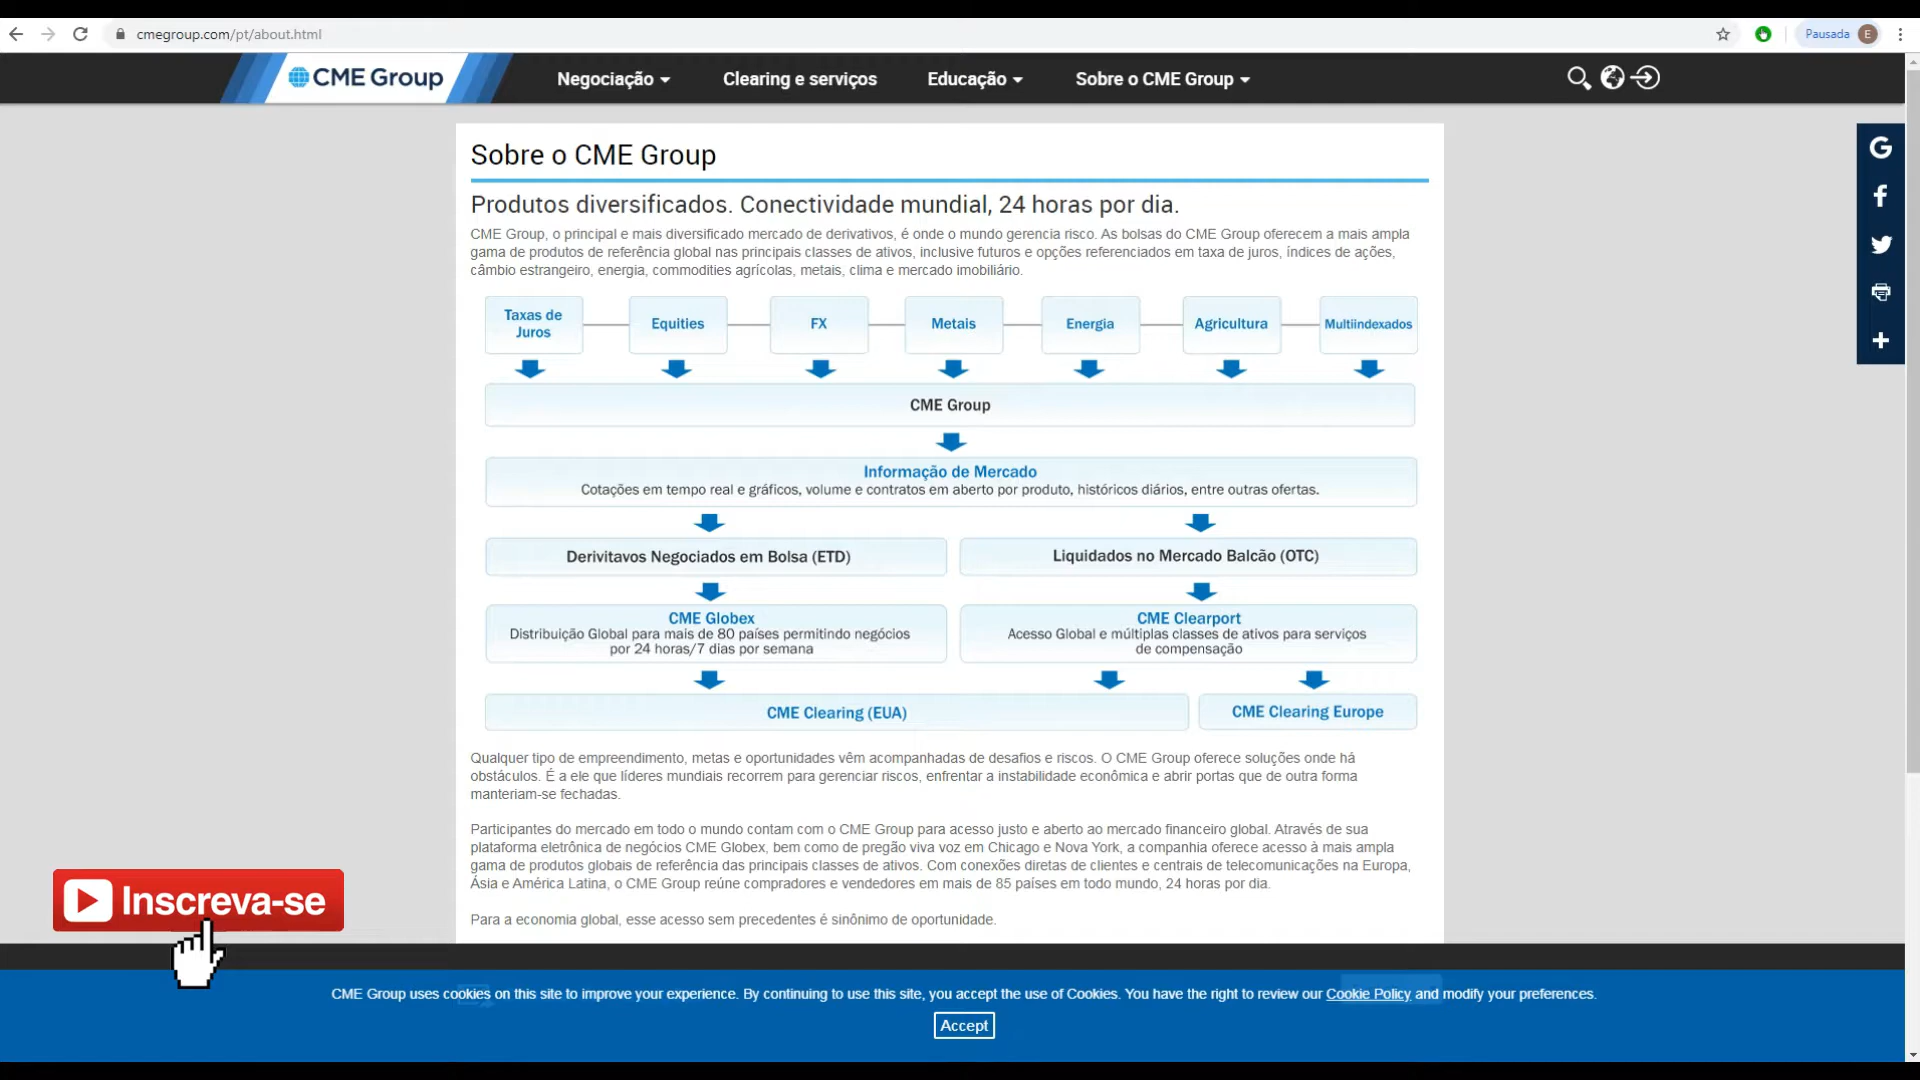 cmegroup.com/pt/about.html
Pausada E
CME Group
Negociação
Clearing e serviços
Educação
Sobre o CME Group
Sobre o CME Group
Produtos diversificados. Conectividade mundial, 24 horas por dia.
CME Group, o principal e mais diversificado mercado de derivativos, é onde o mundo gerencia risco. As bolsas do CME Group oferecem a mais ampla
gama de produtos de referência global nas principais classes de ativos, inclusive futuros e opções referenciados em taxa de juros, índices de ações,
câmbio estrangeiro, energia, commodities agrícolas, metais, clima e mercado imobiliário.
Taxas de
Juros
Equities
FX
Metais
Energia
Agricultura
Multiindexados
CME Group
Informação de Mercado
Cotações em tempo real e gráficos, volume e contratos em aberto por produto, históricos diários, entre outras ofertas.
Derivitavos Negociados em Bolsa (ETD)
Liquidados no Mercado Balcão (OTC)
CME Globex
Distribuição Global para mais de 80 países permitindo negócios
por 24 horas/7 dias por semana
CME Clearport
Acesso Global e múltiplas classes de ativos para serviços
de compensação
CME Clearing (EUA)
CME Clearing Europe
Qualquer tipo de empreendimento, metas e oportunidades vêm acompanhadas de desafios e riscos. O CME Group oferece soluções onde há
obstáculos. É a ele que líderes mundiais recorrem para gerenciar riscos, enfrentar a instabilidade econômica e abrir portas que de outra forma
manteriam-se fechadas.
Participantes do mercado em todo o mundo contam com o CME Group para acesso justo e aberto ao mercado financeiro global. Através de sua
plataforma eletrônica de negócios CME Globex, bem como de pregão viva voz em Chicago e Nova York, a companhia oferece acesso à mais ampla
gama de produtos globais de referência das principais classes de ativos. Com conexões diretas de clientes e centrais de telecomunicações na Europa,
Ásia e América Latina, o CME Group reúne compradores e vendedores em mais de 85 países em todo mundo, 24 horas por dia.
Para a economia global, esse acesso sem precedentes é sinônimo de oportunidade.
Inscreva-se
CME Group uses cookies on this site to improve your experience. By continuing to use this site, you accept the use of Cookies. You have the right to review our Cookie Policy and modify your preferences.
Accept